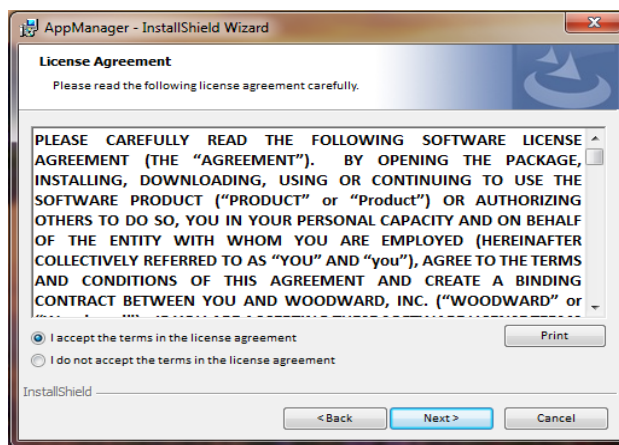 AppManager - InstallShield Wizard
License Agreement
Please read the following license agreement carefully.
PLEASE CAREFULLY READ THE FOLLOWING SOFTWARE LICENSE
AGREEMENT (THE “AGREEMENT”). BY OPENING THE PACKAGE,
INSTALLING, DOWNLOADING, USING OR CONTINUING TO USE THE
SOFTWARE PRODUCT (“PRODUCT” or “Product”) OR AUTHORIZING
OTHERS TO DO SO, YOU IN YOUR PERSONAL CAPACITY AND ON BEHALF
OF THE ENTITY WITH WHOM YOU ARE EMPLOYED (HEREINAFTER
COLLECTIVELY REFERRED TO AS “YOU” AND “you”), AGREE TO THE TERMS
AND CONDITIONS OF THIS AGREEMENT AND CREATE A BINDING
CONTRACT BETWEEN YOU AND WOODWARD, INC. (“WOODWARD” or
I accept the terms in the license agreement
Print
I do not accept the terms in the license agreement
InstallShield
< Back
Next >
Cancel